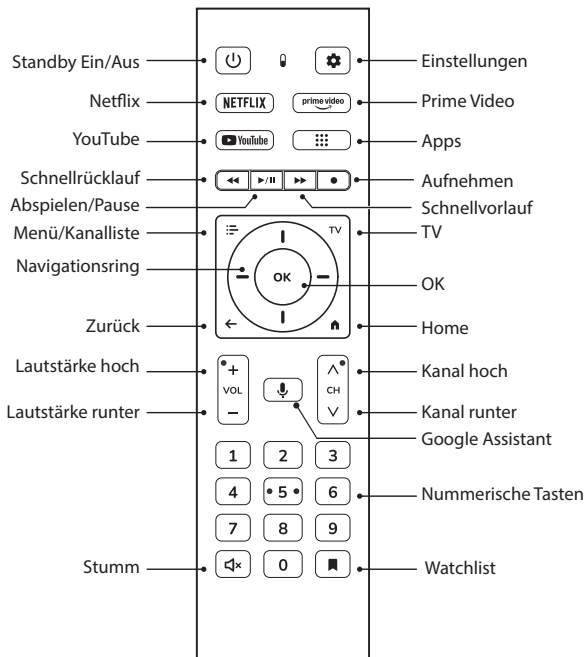 Standby Ein/Aus
Einstellungen
Netflix
NETFLIX
prime video
Prime Video
YouTube
YouTube
Apps
Schnellrücklauf
Aufnehmen
Abspielen/Pause
Schnellvorlauf
Menü/Kanalliste
TV
TV
Navigationsring
OK
OK
Zurück
Home
Lautstärke hoch
+
VOL
−
CH
Kanal hoch
Lautstärke runter
Kanal runter
Google Assistant
1 2 3
4 5 6
Nummerische Tasten
7 8 9
Stumm
0
Watchlist